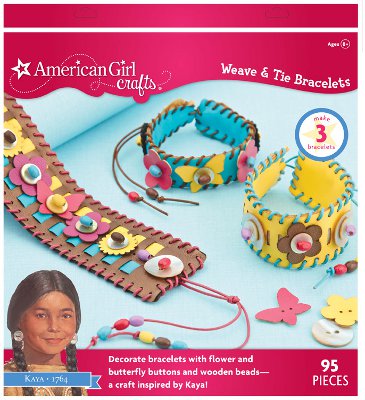 Ages 8+
American Girl
crafts®
Weave & Tie Bracelets
make
3
bracelets
Decorate bracelets with flower and
butterfly buttons and wooden beads—
a craft inspired by Kaya!
KAYA • 1764
95
PIECES